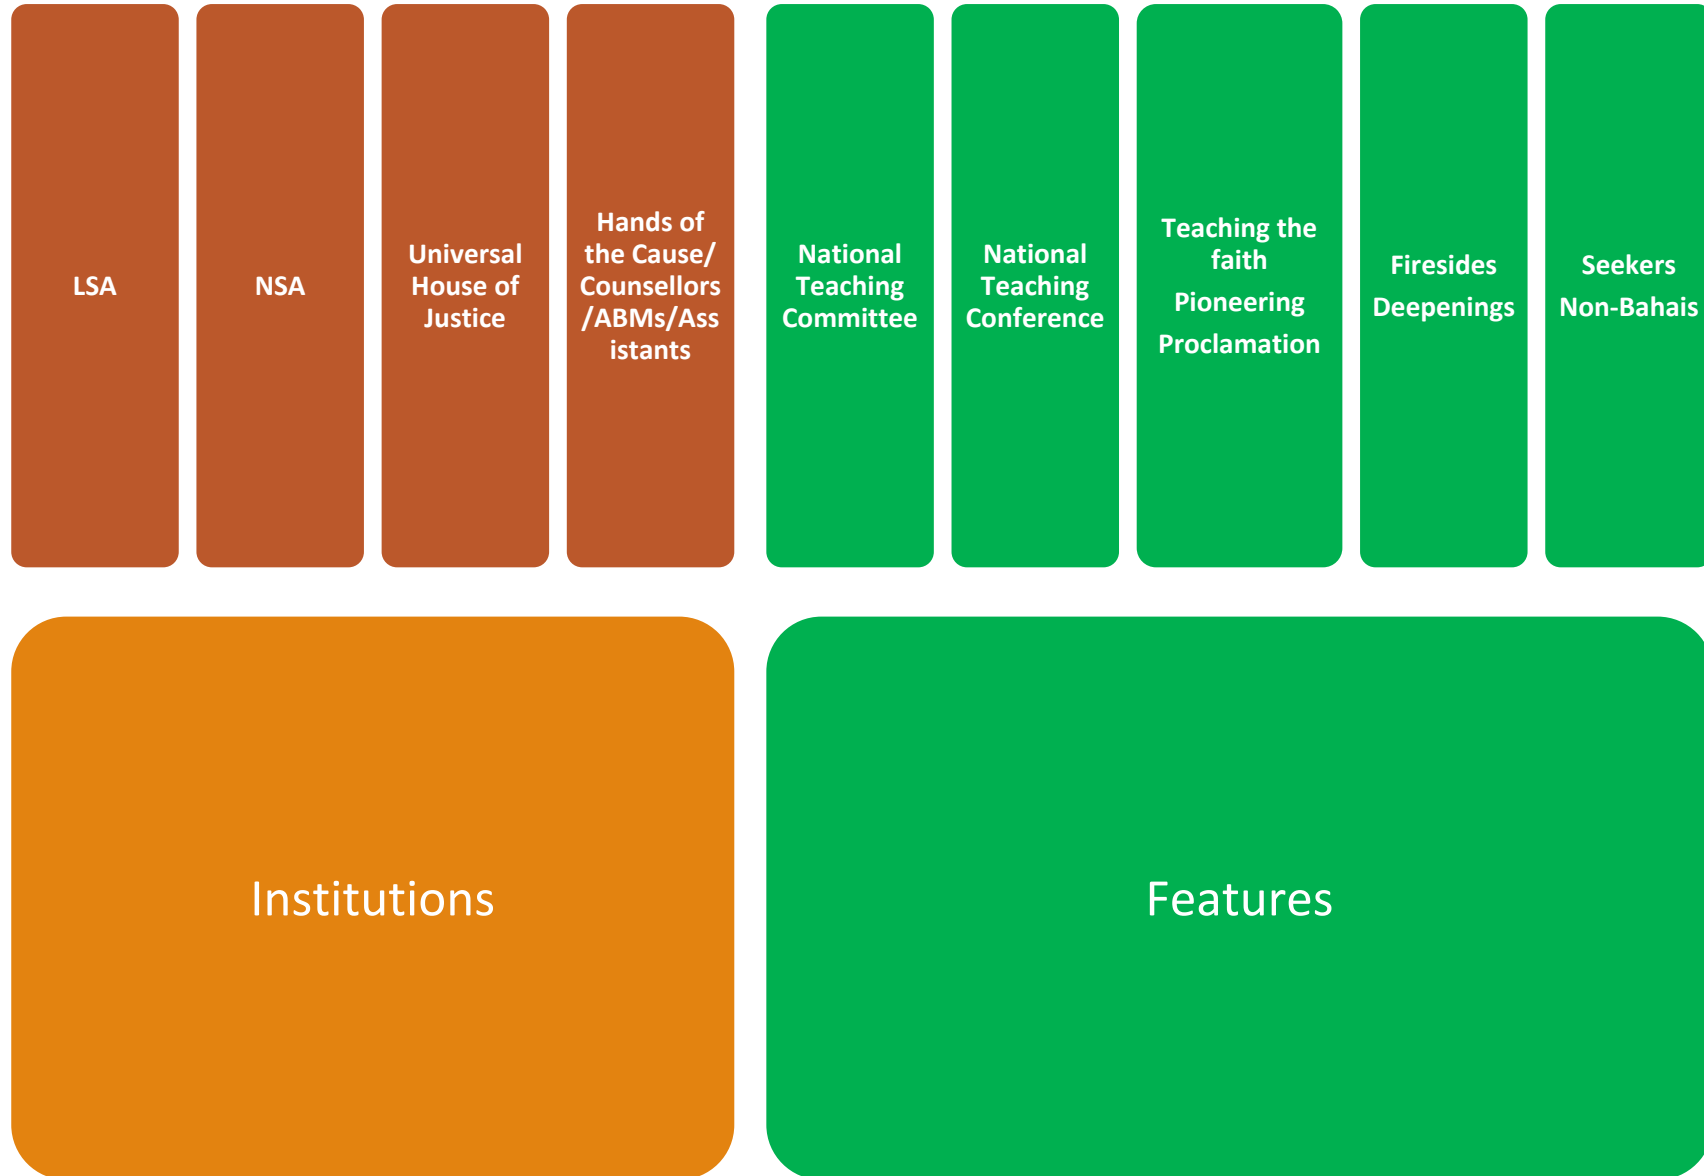 LSA
NSA
Universal
House of
Justice
Hands of
the Cause/
Counsellors
/ABMs/Ass
istants
National
Teaching
Committee
National
Teaching
Conference
Teaching the
faith
Pioneering
Proclamation
Firesides
Deepenings
Seekers
Non-Bahais
Institutions
Features